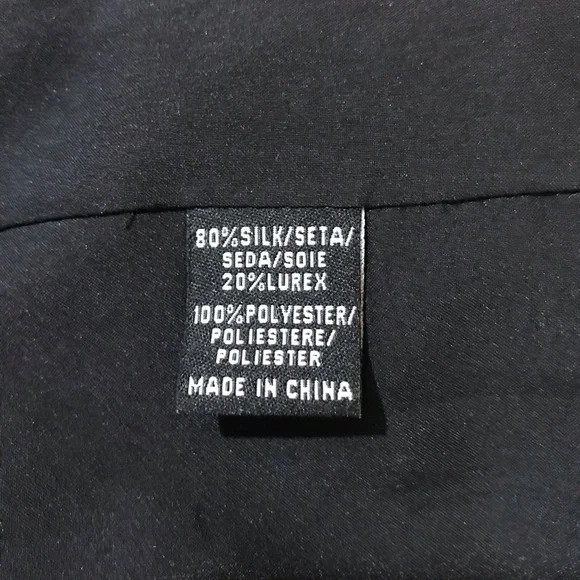 80%SILK/SETA/
SEDA/SOIE
20%LUREX
100%POLYESTER/
POLIESTERE/
POLIESTER
MADE IN CHINA